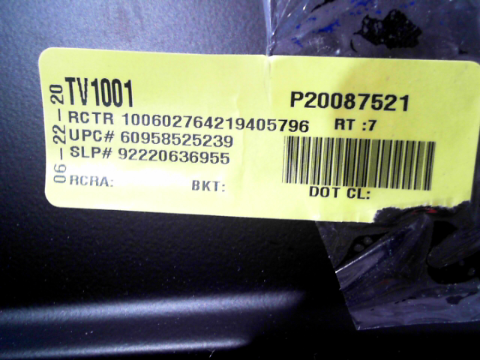 06-22-20
TV1001
P20087521
RCTR 1006027642194057​96 RT :7
UPC# 60958525239
SLP# 92220636955
RCRA: BKT: DOT CL: